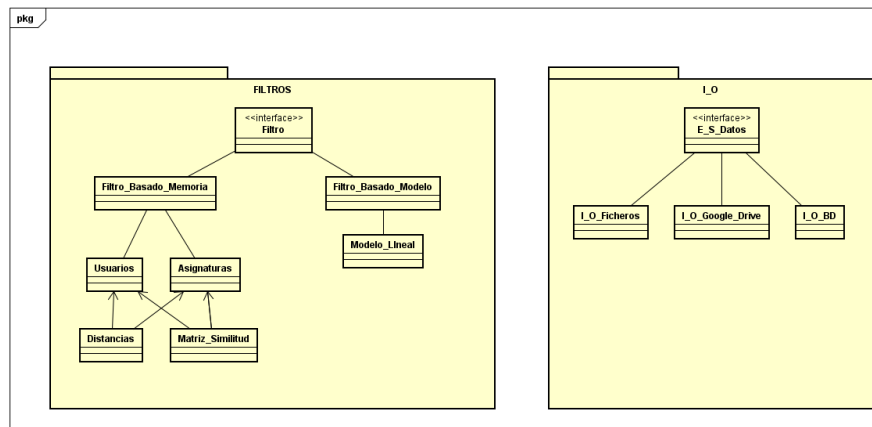 pkg
FILTROS
I_O
<<interface>>
Filtro
<<interface>>
E_S_Datos
Filtro_Basado_Memoria
Filtro_Basado_Modelo
I_O_Ficheros
I_O_Google_Drive
I_O_BD
Modelo_LIneal
Usuarios
Asignaturas
Distancias
Matriz_Similitud